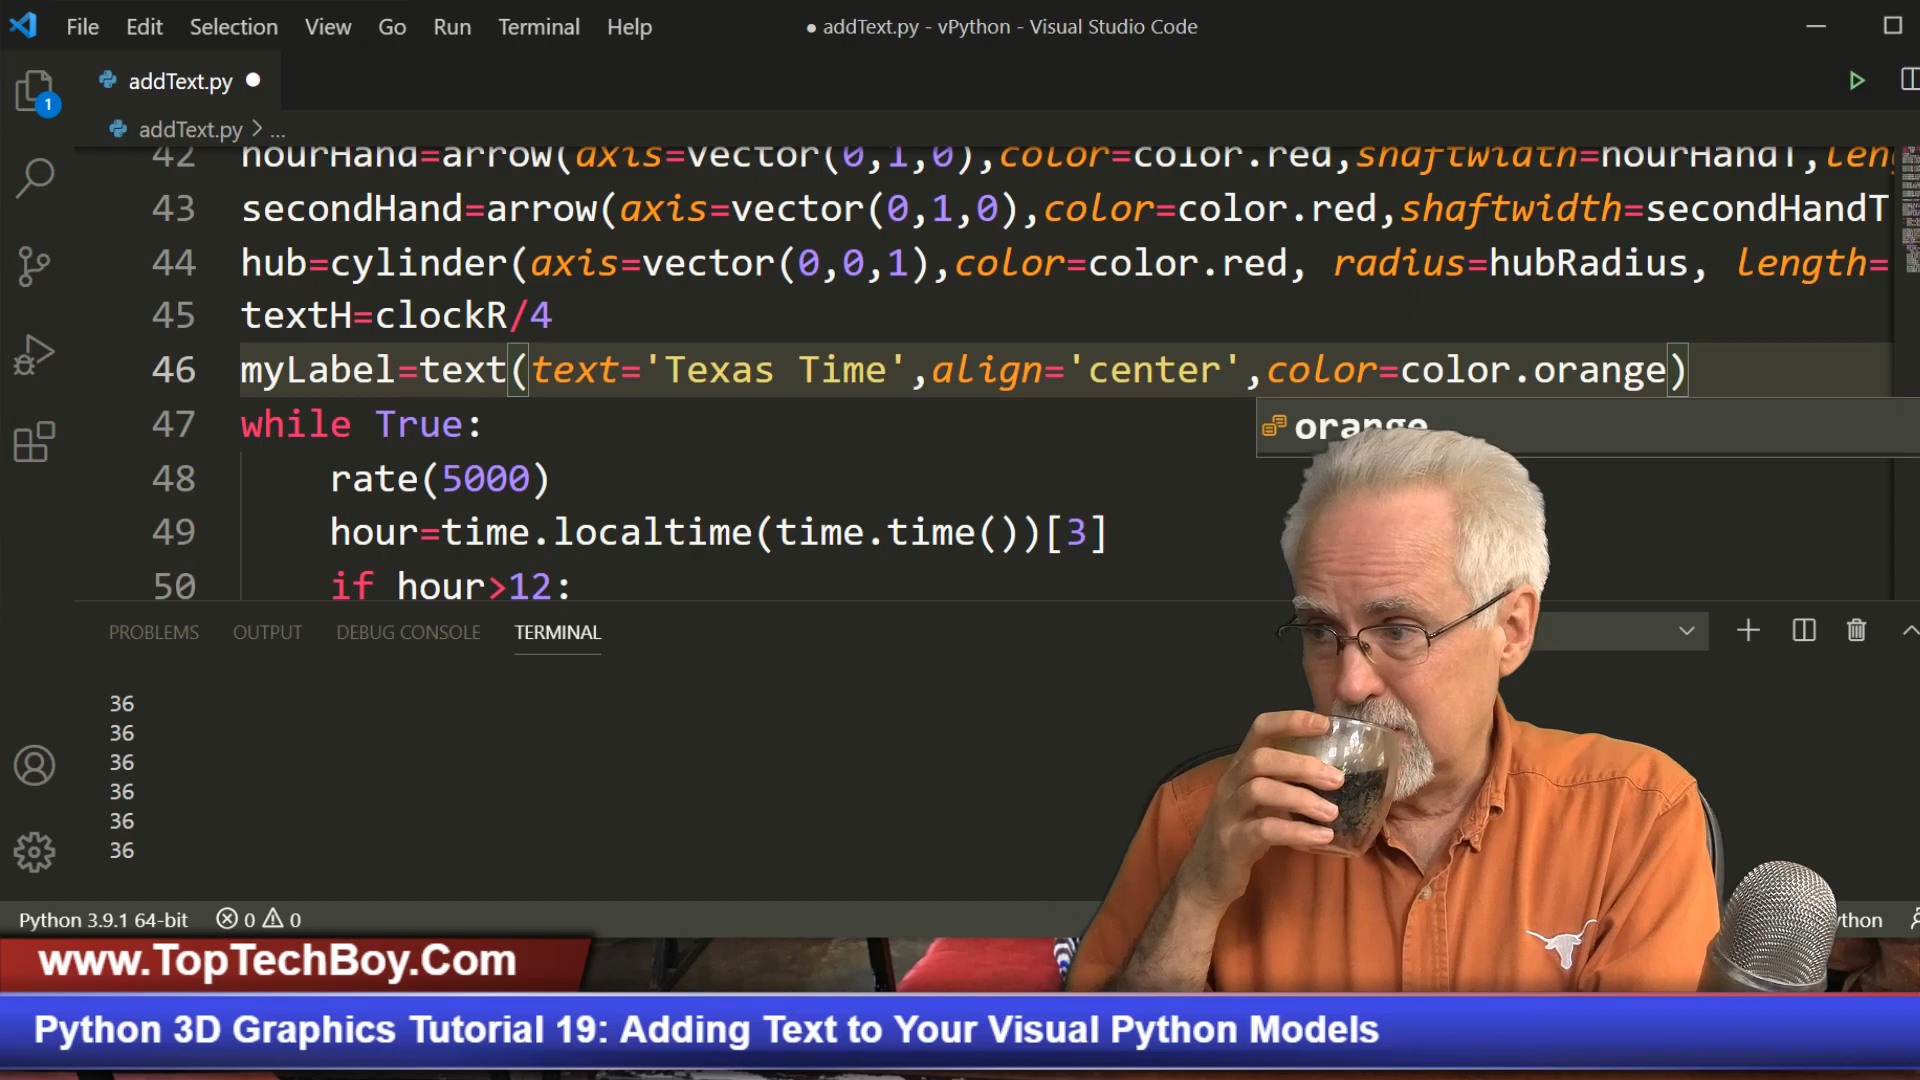 File Edit Selection View Go Run Terminal Help
● addText.py - vPython - Visual Studio Code
1
addText.py
addText.py > ...
42 hourHand=arrow(axis=vector(0,1,0),color=color.red,shaftwidth=hourHandT,leng
43 secondHand=arrow(axis=vector(0,1,0),color=color.red,shaftwidth=secondHandT
44 hub=cylinder(axis=vector(0,0,1),color=color.red, radius=hubRadius, length=
45 textH=clockR/4
46 myLabel=text(text='Texas Time',align='center',color=color.orange)
orange
47 while True:
48 rate(5000)
49 hour=time.localtime(time.time())[3]
50 if hour>12:
PROBLEMS OUTPUT DEBUG CONSOLE TERMINAL
36
36
36
36
36
36
Python 3.9.1 64-bit 0 0
ython
www.TopTechBoy.Com
Python 3D Graphics Tutorial 19: Adding Text to Your Visual Python Models